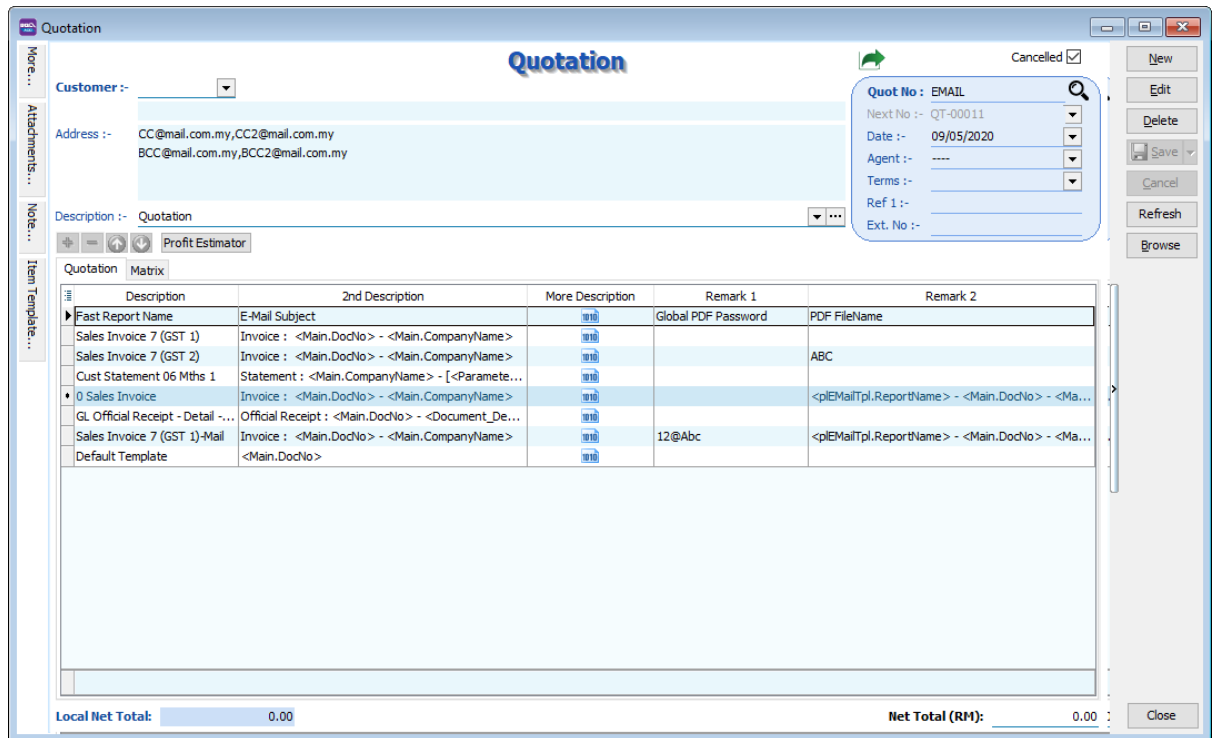 Quotation
More...
Attachments...
Note...
Item Template...
Quotation
Cancelled
Customer :-
Address :-
CC@mail.com.my,CC2@mail.com.my
BCC@mail.com.my,BCC2@mail.com.my
Description :- Quotation
Quot No : EMAIL
Next No :- QT-00011
Date :- 09/05/2020
Agent :- ----
Terms :-
Ref 1 :-
Ext. No :-
New
Edit
Delete
Save
Cancel
Refresh
Browse
Profit Estimator
Quotation Matrix
Description 2nd Description More Description Remark 1 Remark 2
Fast Report Name E-Mail Subject Global PDF Password PDF FileName
Sales Invoice 7 (GST 1) Invoice : <Main.DocNo> - <Main.CompanyName>
Sales Invoice 7 (GST 2) Invoice : <Main.DocNo> - <Main.CompanyName> ABC
Cust Statement 06 Mths 1 Statement : <Main.CompanyName> - [<Paramete...
0 Sales Invoice Invoice : <Main.DocNo> - <Main.CompanyName> <plEMailTpl.ReportName> - <Main.DocNo> - <Ma...
GL Official Receipt - Detail -... Official Receipt : <Main.DocNo> - <Document_De...
Sales Invoice 7 (GST 1)-Mail Invoice : <Main.DocNo> - <Main.CompanyName> 12@Abc <plEMailTpl.ReportName> - <Main.DocNo> - <Ma...
Default Template <Main.DocNo>
Local Net Total: 0.00 Net Total (RM): 0.00
Close